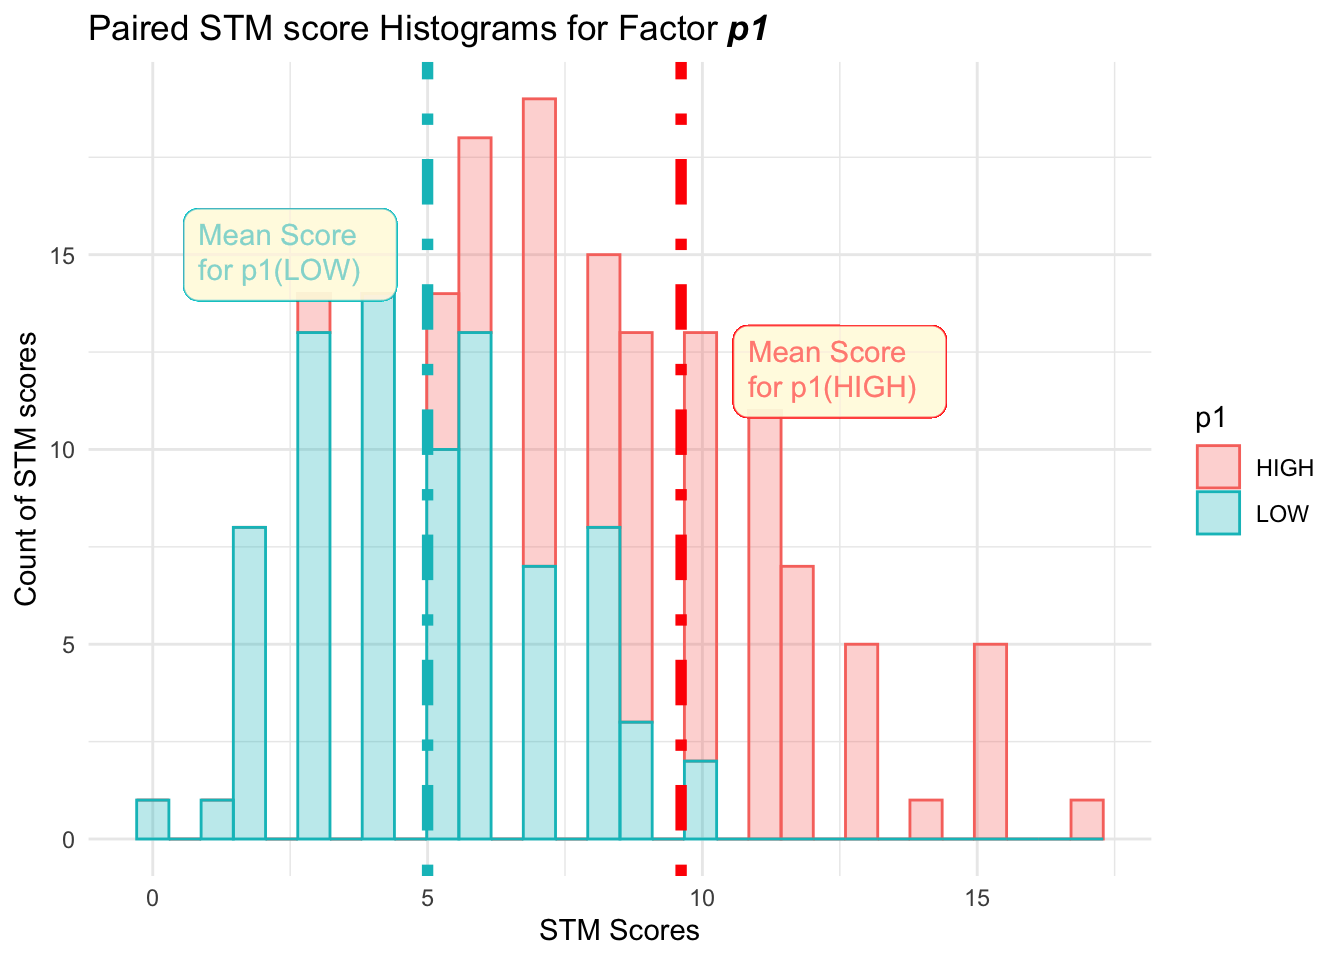 Paired STM score Histograms for Factor p1
Count of STM scores
15
10
5
0
Mean Score
for p1(LOW)
Mean Score
for p1(HIGH)
0
5
10
15
STM Scores
p1
HIGH
LOW